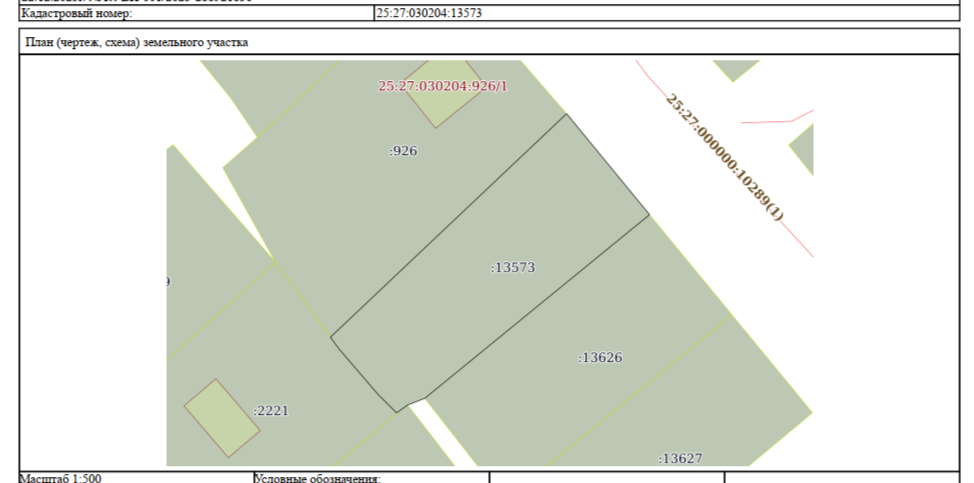 Кадастровый номер:
25:27:030204:13573
План (чертеж, схема) земельного участка
25:27:030204:926/1
25:27:000000:10289(1)
:926
:13573
:13626
:2221
:13627
Масштаб 1:500
Условные обозначения: